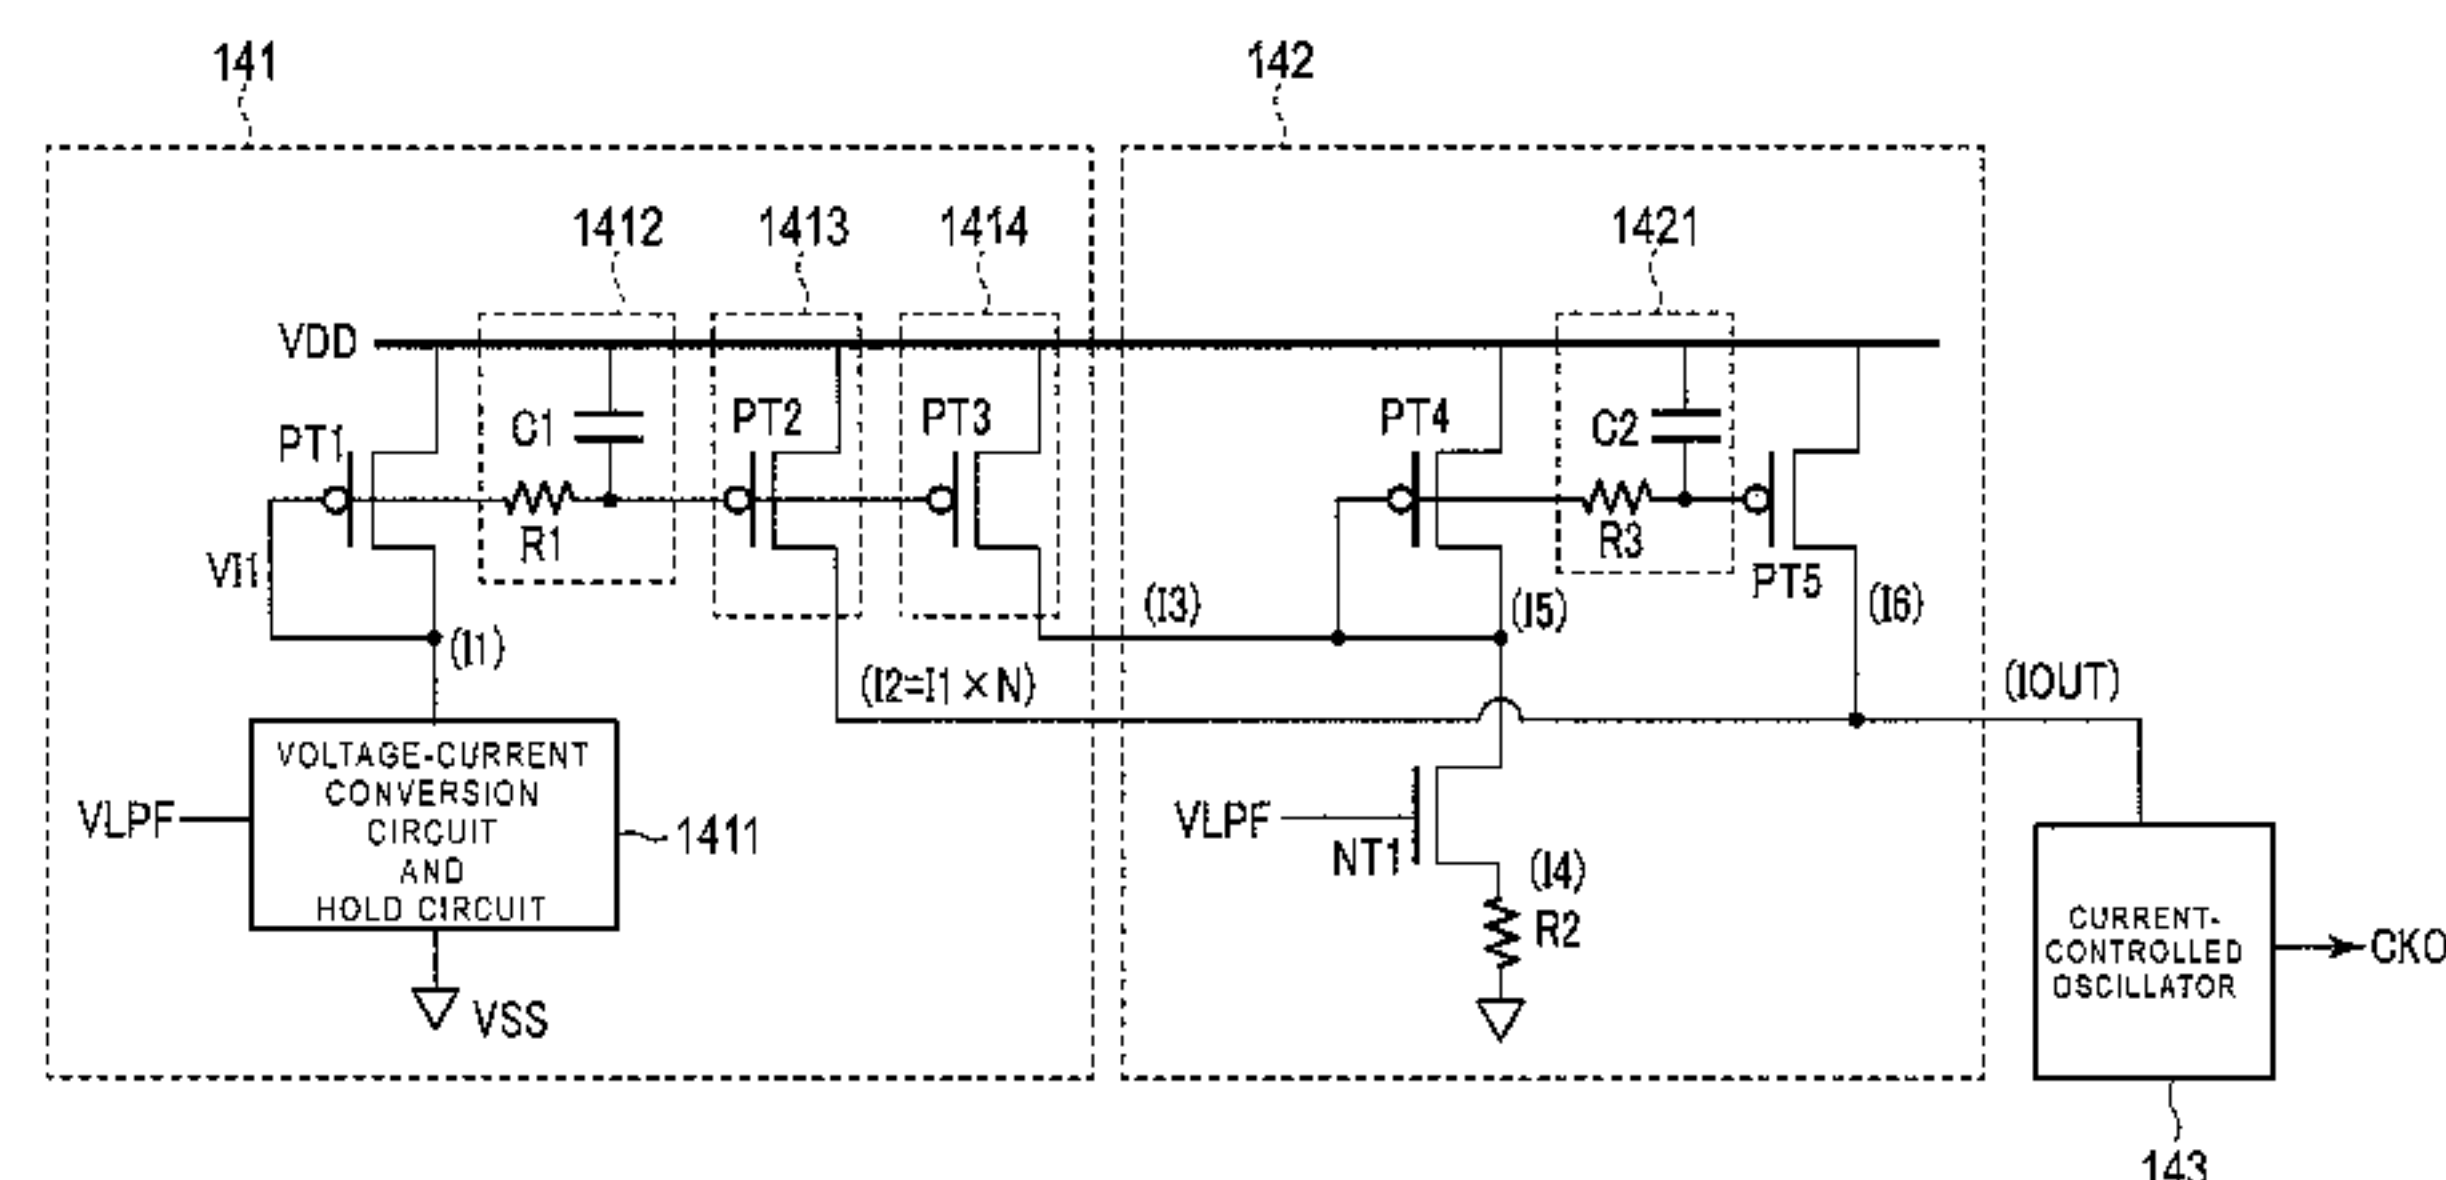 141
142
1412
1413
1414
1421
VDD
C1
PT2
PT3
PT4
C2
PT1
R1
R3
PT5
VI1
(I1)
(I3)
(I5)
(I6)
(I2=I1×N)
(IOUT)
VOLTAGE-CURRENT
CONVERSION
CIRCUIT
AND
HOLD CIRCUIT
VLPF
1411
VLPF
NT1
(I4)
R2
VSS
CURRENT-
CONTROLLED
OSCILLATOR
CKO
143